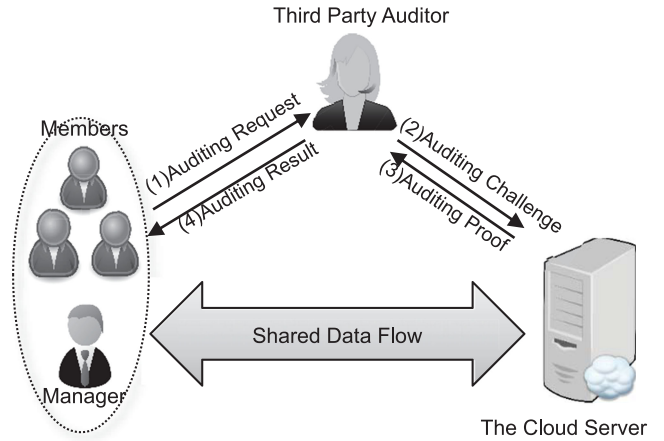 Third Party Auditor
Members
(1)Auditing Request
(4)Auditing Result
(2)Auditing Challenge
(3)Auditing Proof
Shared Data Flow
Manager
The Cloud Server